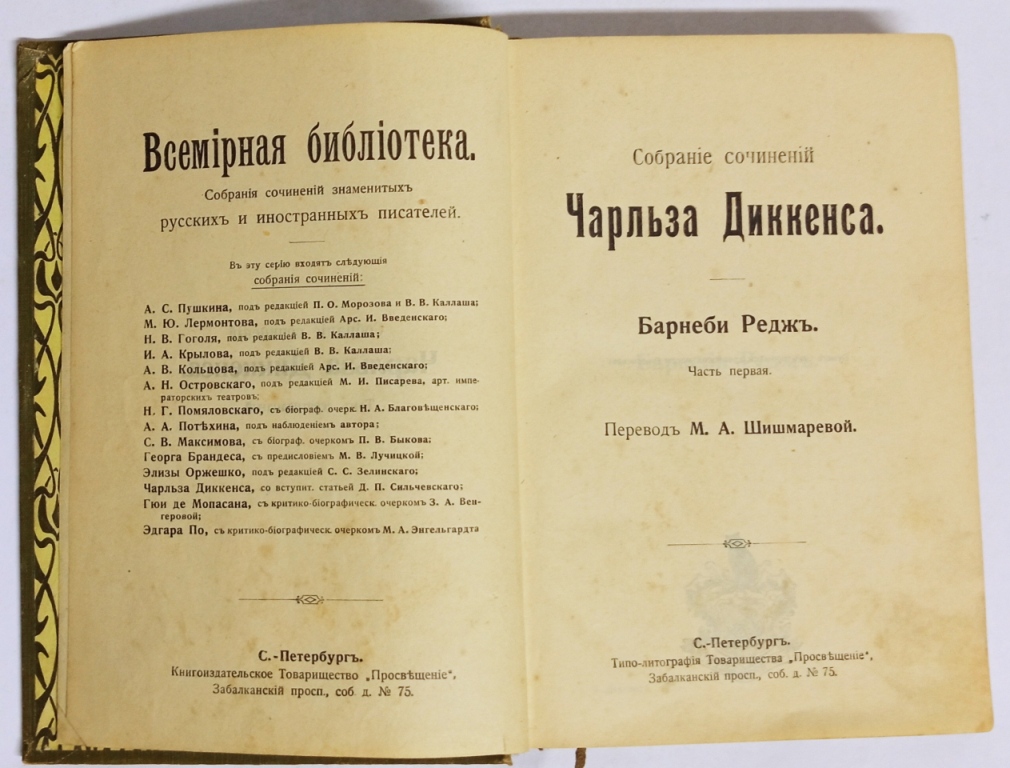 Всемірная библіотека.
Собранія сочиненій знаменитыхъ
русскихъ и иностранныхъ писателей.
Въ эту серію входятъ слѣдующія
собранія сочиненій:
А. С. Пушкина, подъ редакціей П. О. Морозова и В. В. Каллаша;
М. Ю. Лермонтова, подъ редакціей Арс. И. Введенскаго;
Н. В. Гоголя, подъ редакціей В. В. Каллаша;
И. А. Крылова, подъ редакціей В. В. Каллаша;
А. В. Кольцова, подъ редакціей Арс. И. Введенскаго;
А. Н. Островскаго, подъ редакціей М. И. Писарева, арт. импе-
раторскихъ театровъ;
Н. Г. Помяловскаго, съ біограф. очерк. Н. А. Благовѣщенскаго;
А. А. Потѣхина, подъ наблюденіемъ автора;
С. В. Максимова, съ біограф. очеркомъ П. В. Быкова;
Георга Брандеса, съ предисловіемъ М. В. Лучицкой;
Элизы Оржешко, подъ редакціей С. С. Зелинскаго;
Чарльза Диккенса, со вступит. статьей Д. П. Сильчевскаго;
Гюи де Мопасана, съ критико-біографическ. очеркомъ З. А. Вен-
геровой;
Эдгара По, съ критико-біографическ. очеркомъ М. А. Энгельгардта
С.-Петербургъ.
Книгоиздательское Товарищество „Просвѣщеніе“,
Забалканскій просп., соб. д. № 75.
Собраніе сочиненій
Чарльза Диккенса.
Барнеби Реджъ.
Часть первая.
Переводъ М. А. Шишмаревой.
С.-Петербургъ.
Типо-литографія Товарищества „Просвѣщеніе“,
Забалканскій просп., соб. д. № 75.